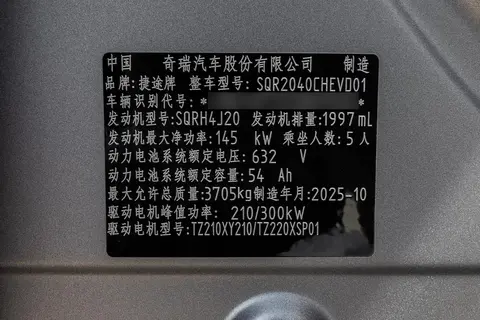 中国 奇瑞汽车股份有限公司 制造
品牌:捷途牌 整车型号:SQR2040CHEVD01
车辆识别代号:* *
发动机型号:SQRH4J20 发动机排量:1997mL
发动机最大净功率:145 kW 乘坐人数:5人
动力电池系统额定电压:632 V
动力电池系统额定容量:54 Ah
最大允许总质量:3705kg制造年月:2025-10
驱动电机峰值功率: 210/300kW
驱动电机型号:TZ210XY210/TZ220XSP01